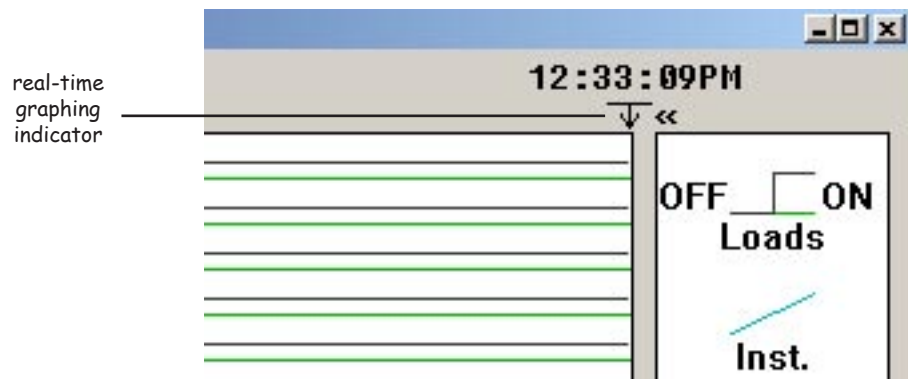 12:33:09PM
real-time
graphing
indicator
«
OFF ON
Loads
Inst.